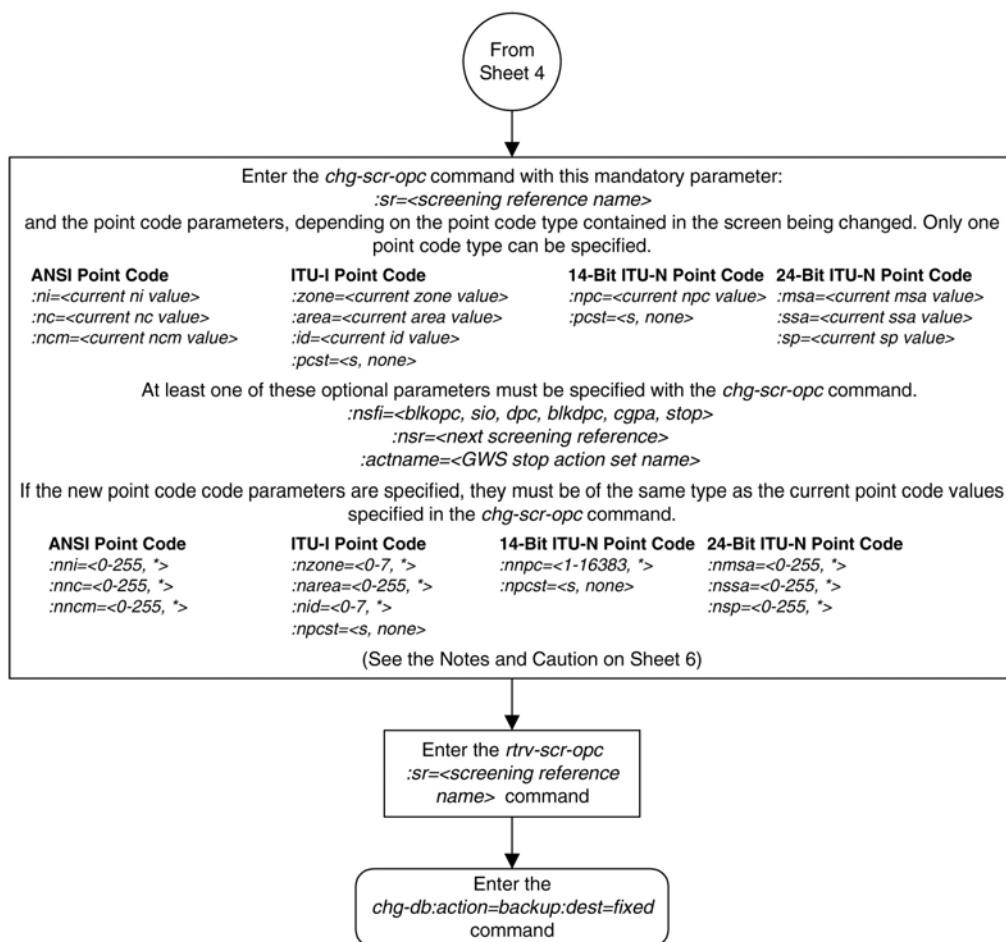 From
Sheet 4
Enter the chg-scr-opc command with this mandatory parameter:
:sr=<screening reference name>
and the point code parameters, depending on the point code type contained in the screen being changed. Only one
point code type can be specified.
ANSI Point Code
:ni=<current ni value>
:nc=<current nc value>
:ncm=<current ncm value>
ITU-I Point Code
:zone=<current zone value>
:area=<current area value>
:id=<current id value>
:pcst=<s, none>
14-Bit ITU-N Point Code
:npc=<current npc value>
:pcst=<s, none>
24-Bit ITU-N Point Code
:msa=<current msa value>
:ssa=<current ssa value>
:sp=<current sp value>
At least one of these optional parameters must be specified with the chg-scr-opc command.
:nsfi=<blkopc, sio, dpc, blkdpc, cgpa, stop>
:nsr=<next screening reference>
:actname=<GWS stop action set name>
If the new point code code parameters are specified, they must be of the same type as the current point code values
specified in the chg-scr-opc command.
ANSI Point Code
:nni=<0-255, *>
:nnc=<0-255, *>
:nncm=<0-255, *>
ITU-I Point Code
:nzone=<0-7, *>
:narea=<0-255, *>
:nid=<0-7, *>
:npcst=<s, none>
14-Bit ITU-N Point Code
:nnpc=<1-16383, *>
:npcst=<s, none>
24-Bit ITU-N Point Code
:nmsa=<0-255, *>
:nssa=<0-255, *>
:nsp=<0-255, *>
(See the Notes and Caution on Sheet 6)
Enter the rtrv-scr-opc
:sr=<screening reference
name> command
Enter the
chg-db:action=backup:dest=fixed
command